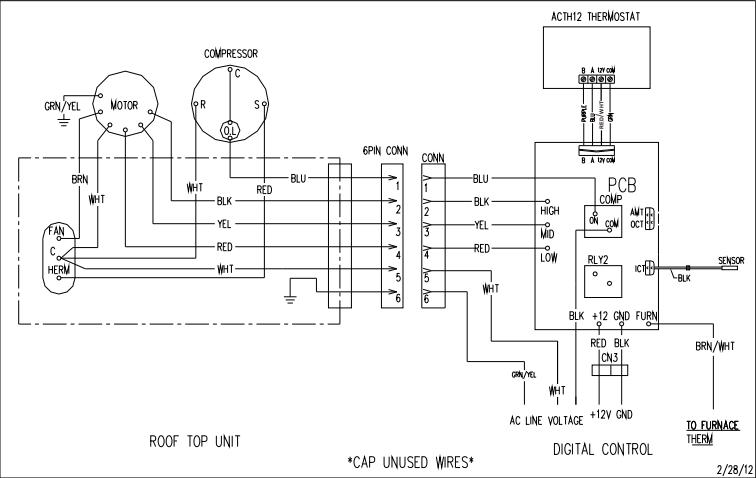 ACTH12 THERMOSTAT
B A 12V COM
PURPLE
BLU
RED/WHT
GRN
B A 12V COM
COMPRESSOR
C
R
S
O.L
MOTOR
GRN/YEL
BRN
WHT
WHT
RED
FAN
C
HERM
BLU
BLK
YEL
RED
WHT
6PIN CONN
1
2
3
4
5
6
CONN
1
2
3
4
5
6
BLU
BLK
YEL
RED
WHT
GRN/YEL
WHT
HIGH
MID
LOW
PCB
COMP
ON
COM
AMT
OCT
RLY2
ICT
SENSOR
BLK
BLK
+12 GND FURN
RED BLK
CN3
BRN/WHT
AC LINE VOLTAGE
+12V GND
TO FURNACE
THERM
ROOF TOP UNIT
*CAP UNUSED WIRES*
DIGITAL CONTROL
2/28/12